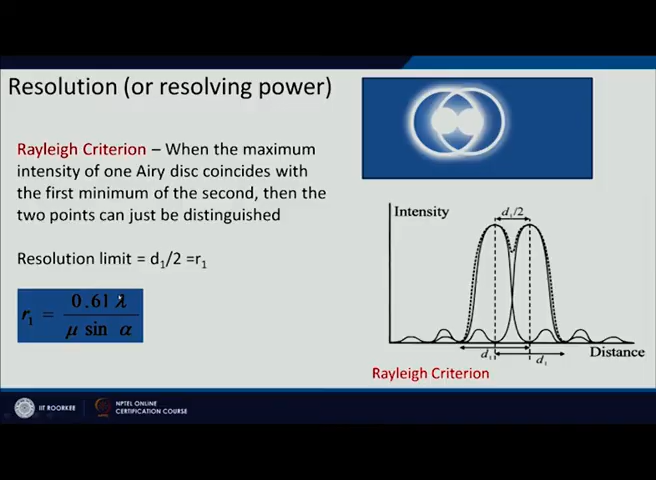 Resolution (or resolving power)
Rayleigh Criterion – When the maximum
intensity of one Airy disc coincides with
the first minimum of the second, then the
two points can just be distinguished
Resolution limit = d₁/2 =r₁
r₁ = 0.61 λ / μ sin α
Intensity
d₁/2
d₁
d₁
Distance
Rayleigh Criterion
IIT ROORKEE
NPTEL ONLINE
CERTIFICATION COURSE